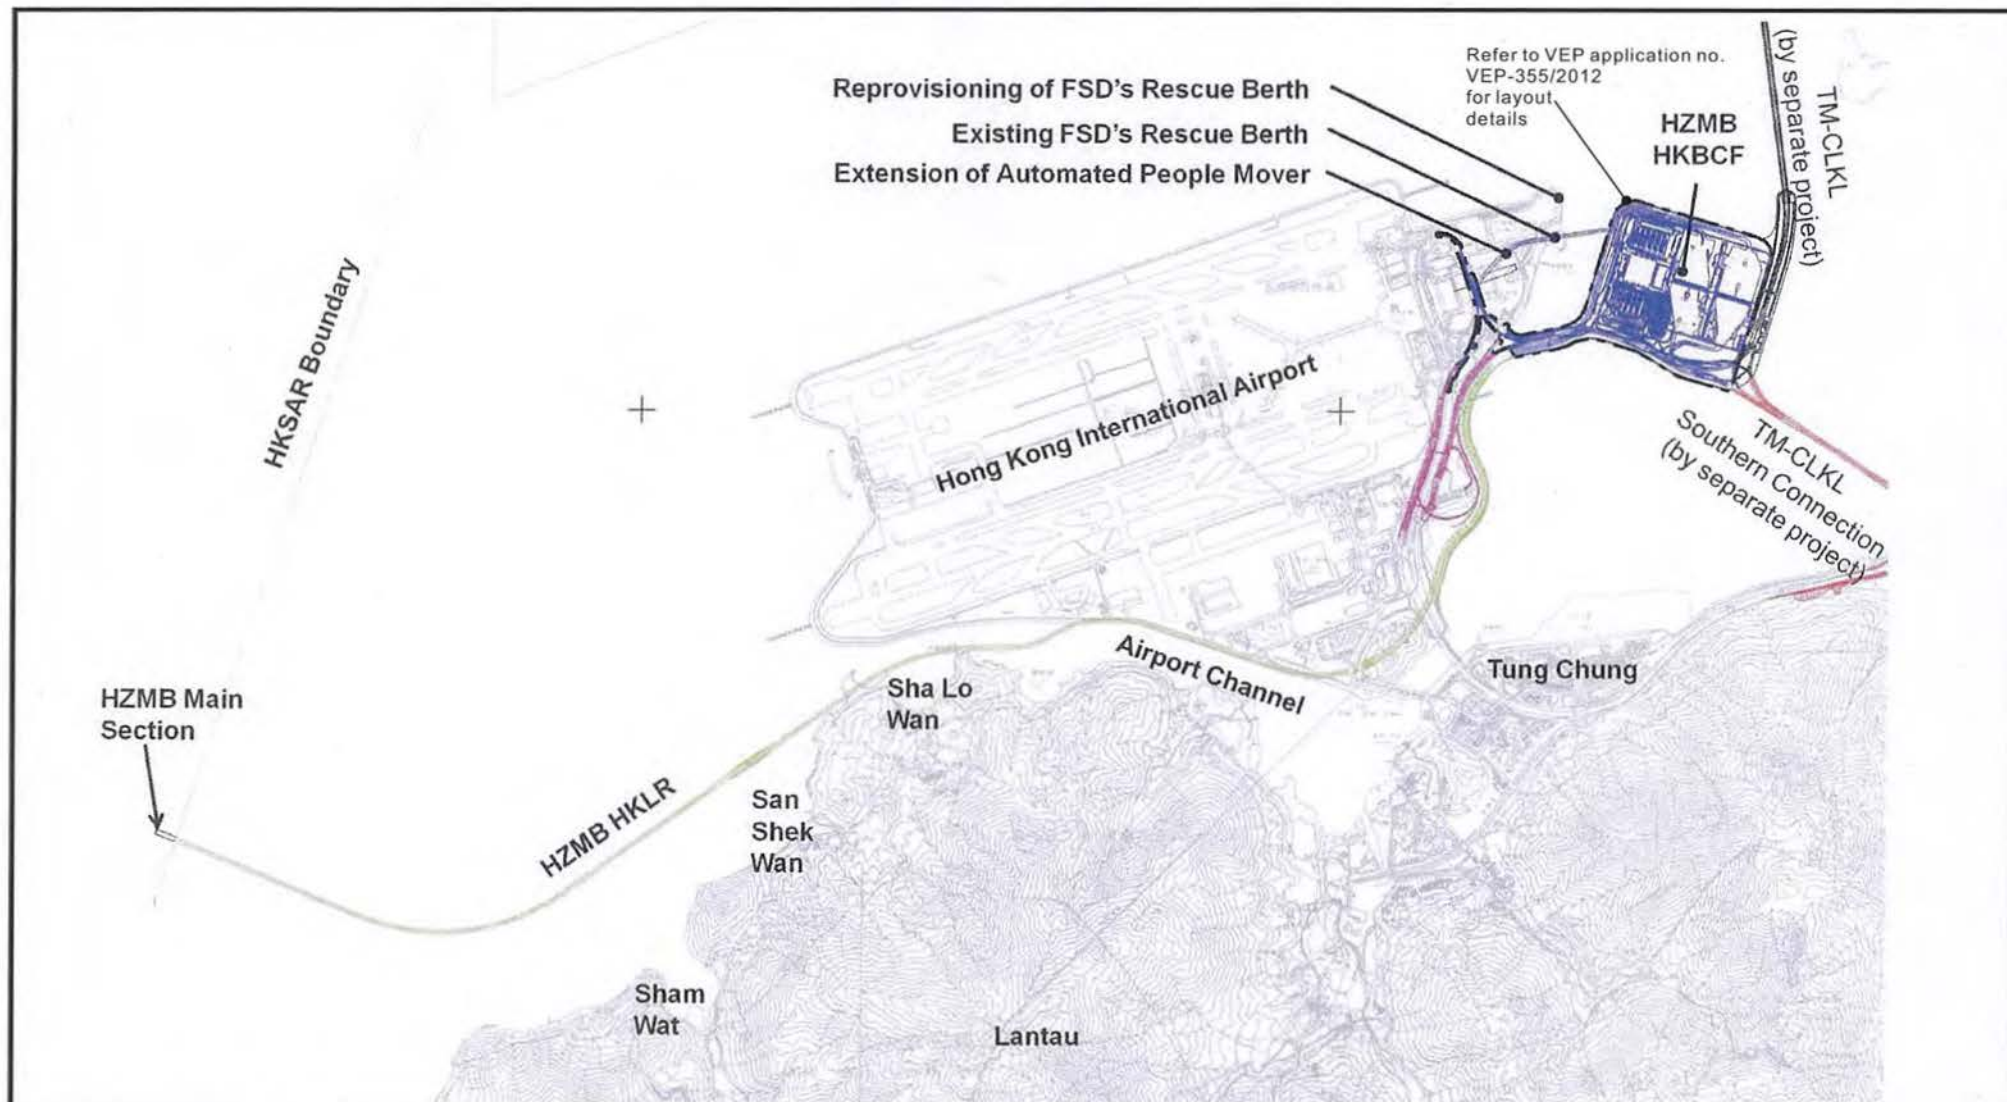 Reprovisioning of FSD's Rescue Berth
Existing FSD's Rescue Berth
Extension of Automated People Mover
Refer to VEP application no.
VEP-355/2012
for layout
details
HZMB
HKBCF
TM-CLKL
(by separate project)
HKSAR Boundary
Hong Kong International Airport
TM-CLKL
Southern Connection
(by separate project)
HZMB Main
Section
Sha Lo
Wan
Airport Channel
Tung Chung
HZMB HKLR
San
Shek
Wan
Sham
Wat
Lantau